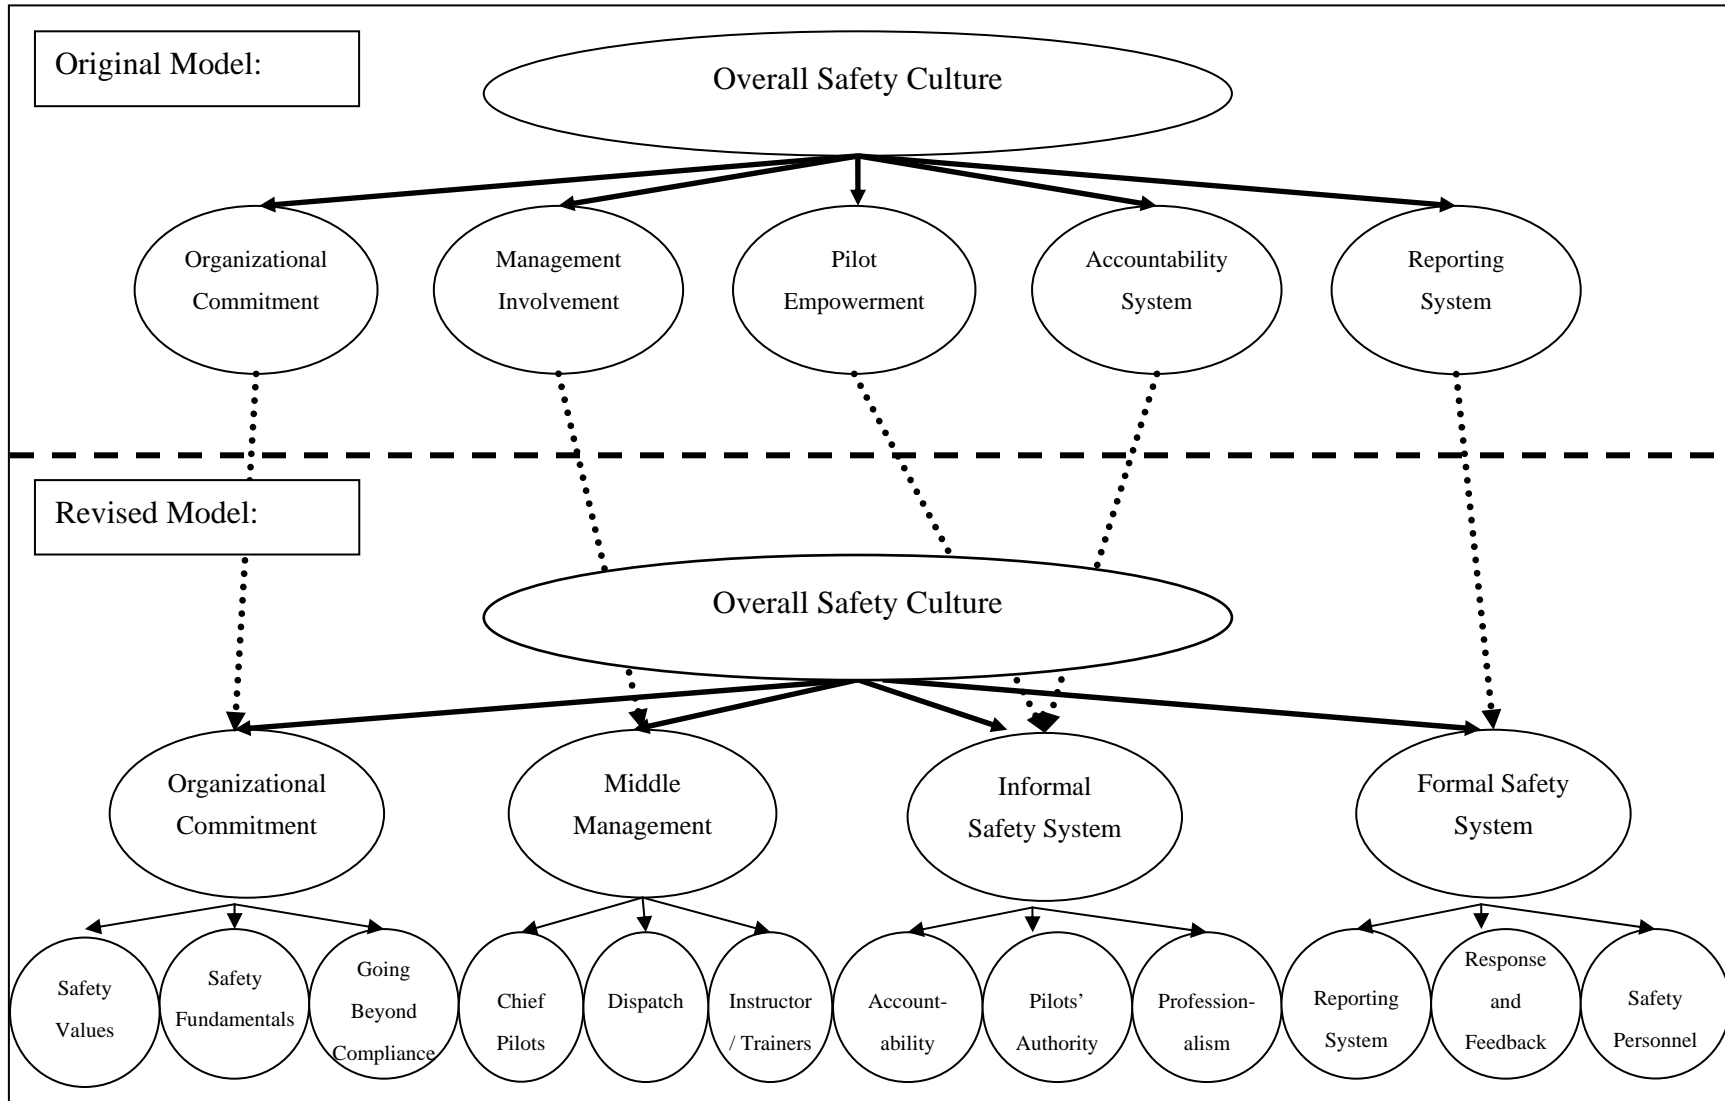 Original Model:
Overall Safety Culture
Organizational
Commitment
Management
Involvement
Pilot
Empowerment
Accountability
System
Reporting
System
Revised Model:
Overall Safety Culture
Organizational
Commitment
Middle
Management
Informal
Safety System
Formal Safety
System
Safety
Values
Safety
Fundamentals
Going
Beyond
Compliance
Chief
Pilots
Dispatch
Instructor
/ Trainers
Account-
ability
Pilots’
Authority
Profession-
alism
Reporting
System
Response
and
Feedback
Safety
Personnel